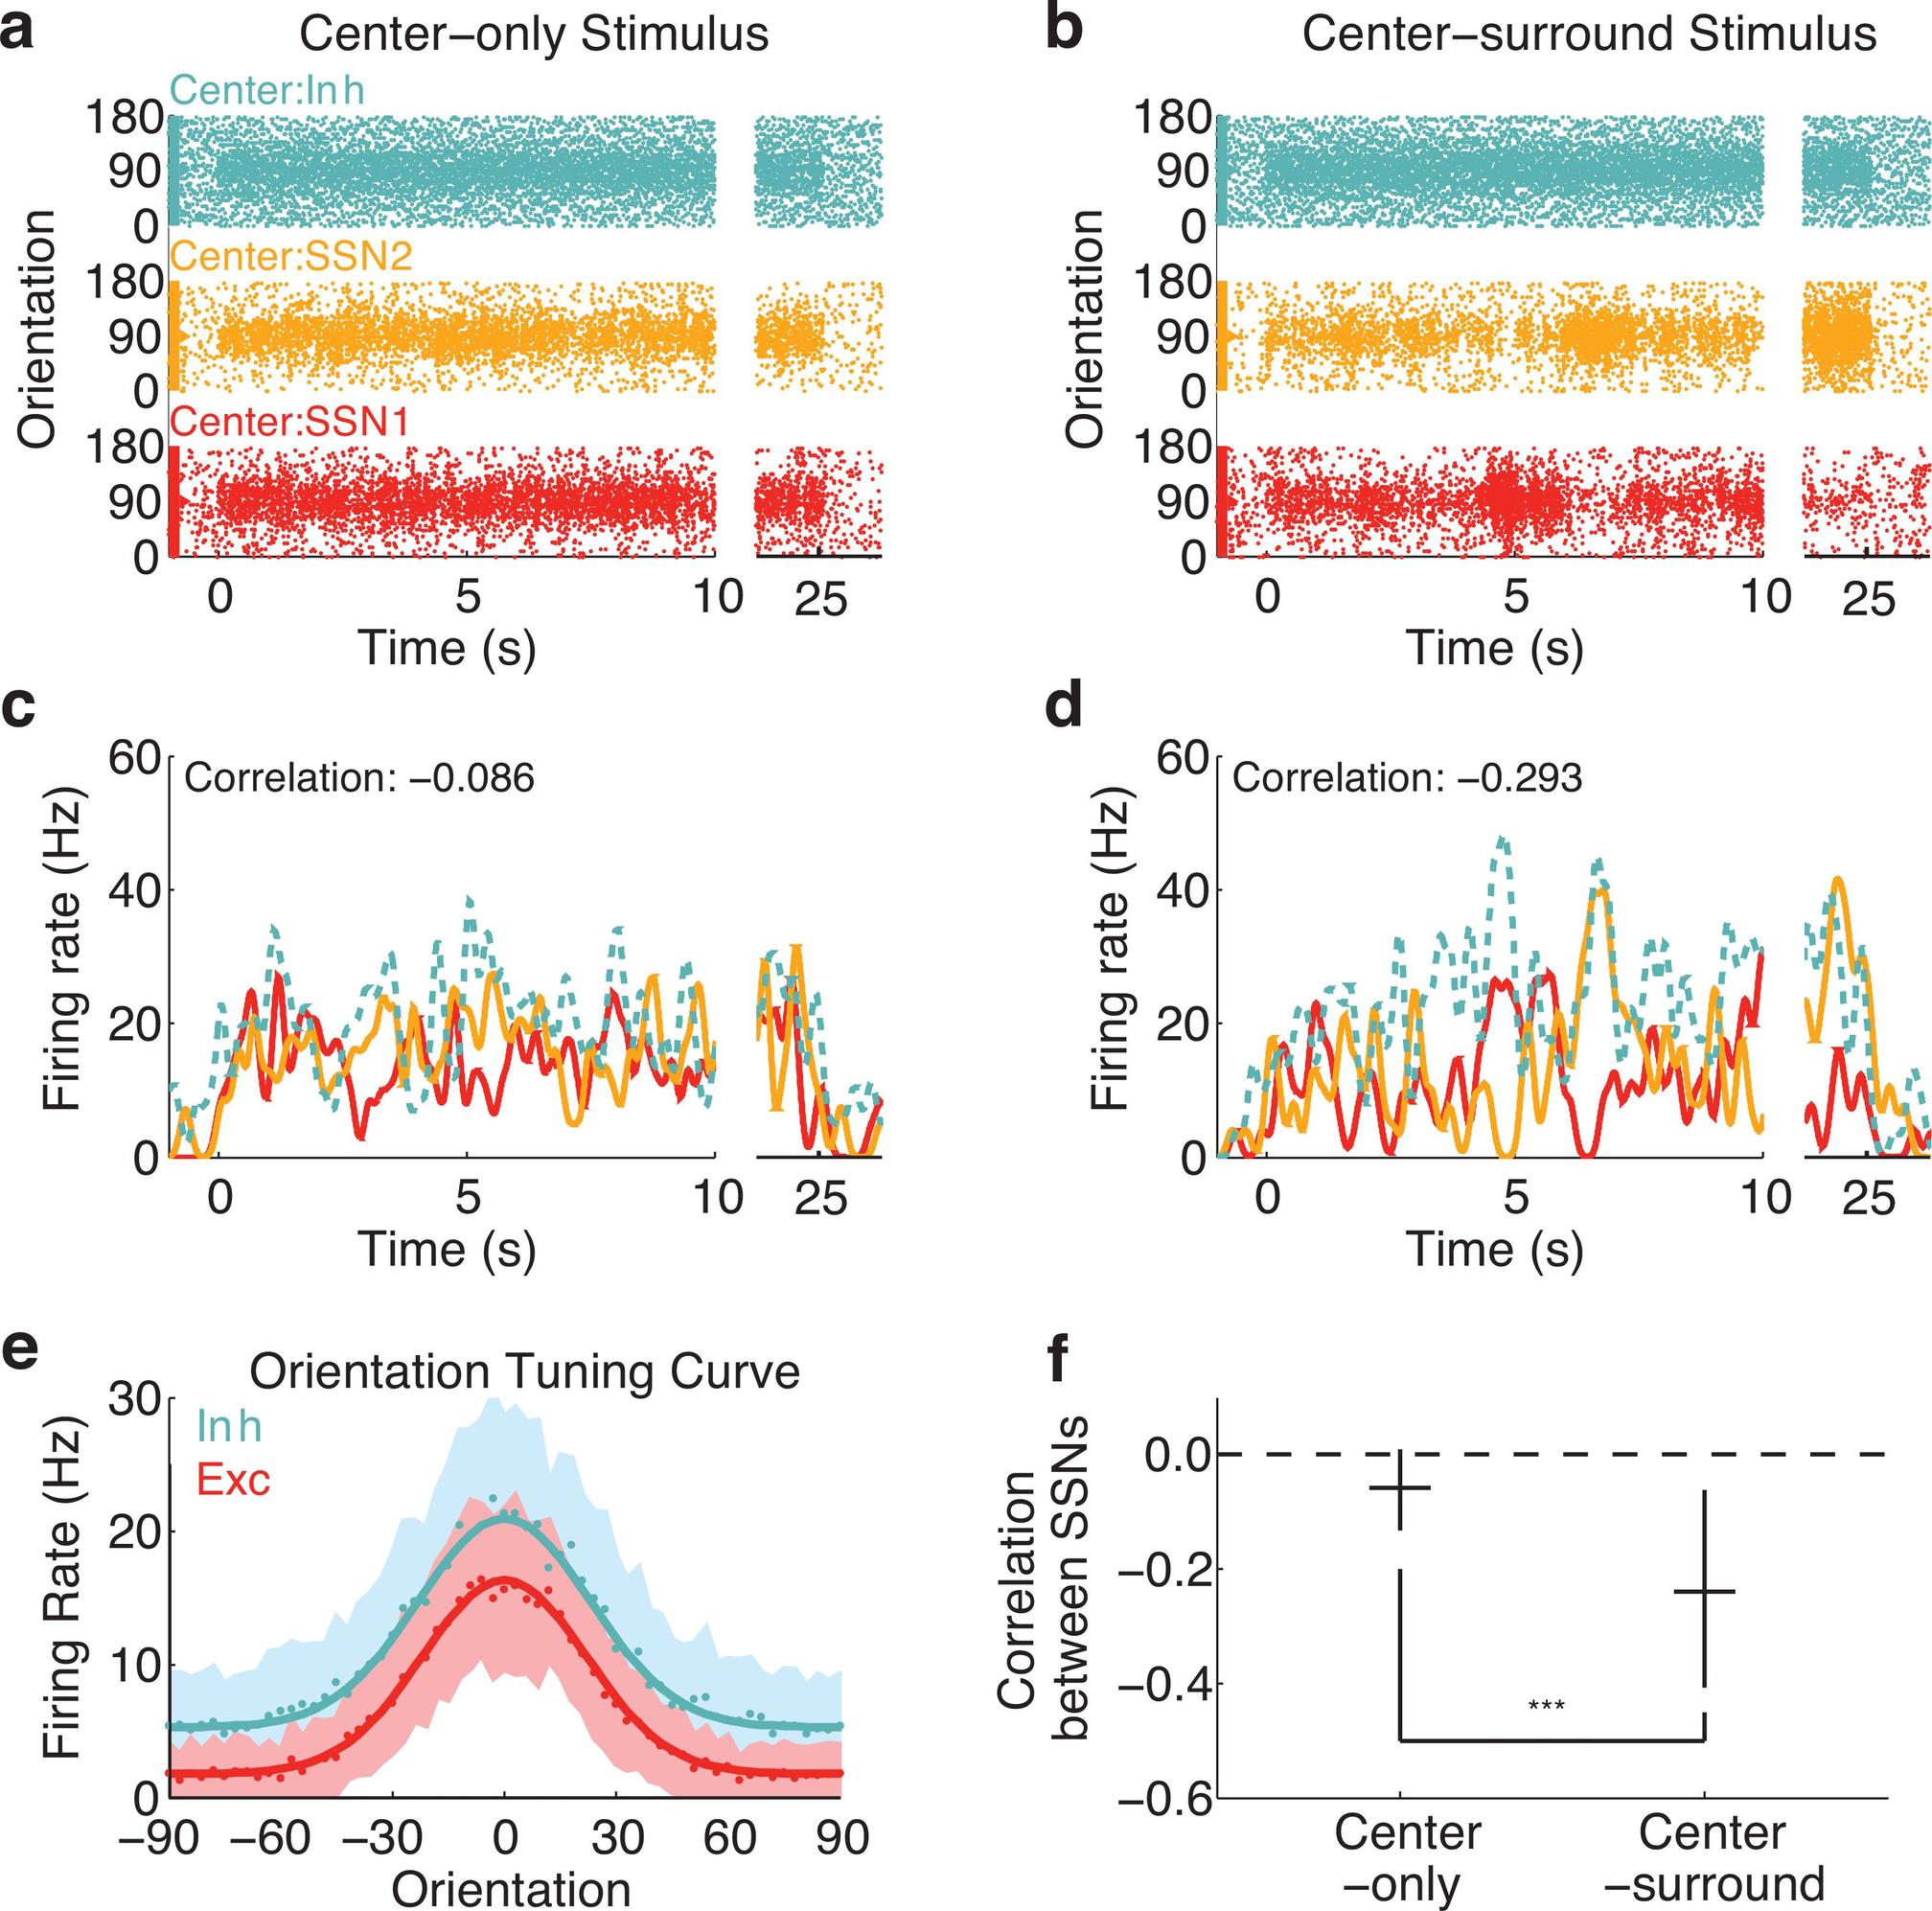 a
Center–only Stimulus
Center:Inh
180
90
0
Center:SSN2
180
90
0
Center:SSN1
180
90
0
Orientation
0 5 10 25
Time (s)
b
Center–surround Stimulus
180
90
0
180
90
0
180
90
0
Orientation
0 5 10 25
Time (s)
c
60
40
20
0
Firing rate (Hz)
Correlation: −0.086
0 5 10 25
Time (s)
d
60
40
20
0
Firing rate (Hz)
Correlation: −0.293
0 5 10 25
Time (s)
e
Orientation Tuning Curve
30
20
10
0
Firing Rate (Hz)
Inh
Exc
−90 −60 −30 0 30 60 90
Orientation
f
0.0
−0.2
−0.4
−0.6
Correlation
between SSNs
***
Center
−only
Center
−surround